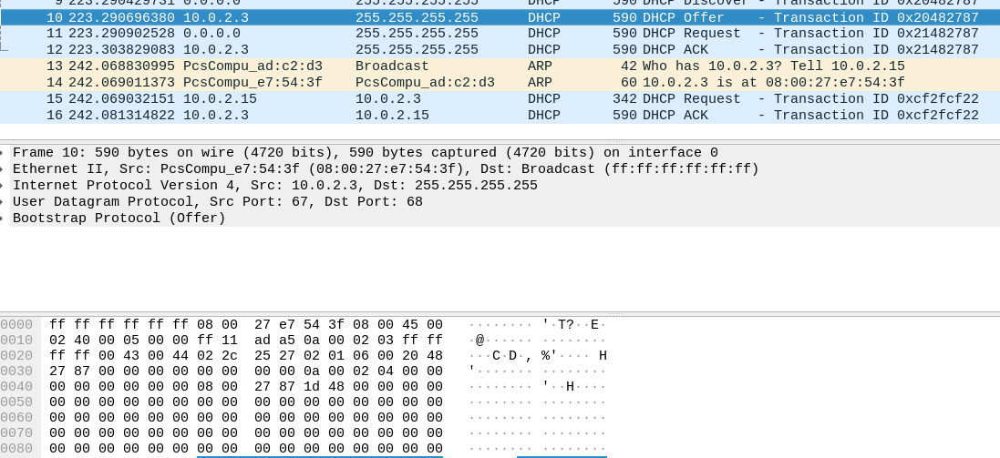 9 223.290429731 0.0.0.0 255.255.255.255 DHCP 590 DHCP Discover - Transaction ID 0x20482787
10 223.290696380 10.0.2.3 255.255.255.255 DHCP 590 DHCP Offer - Transaction ID 0x20482787
11 223.290902528 0.0.0.0 255.255.255.255 DHCP 590 DHCP Request - Transaction ID 0x21482787
12 223.303829083 10.0.2.3 255.255.255.255 DHCP 590 DHCP ACK - Transaction ID 0x21482787
13 242.068830995 PcsCompu_ad:c2:d3 Broadcast ARP 42 Who has 10.0.2.3? Tell 10.0.2.15
14 242.069011373 PcsCompu_e7:54:3f PcsCompu_ad:c2:d3 ARP 60 10.0.2.3 is at 08:00:27:e7:54:3f
15 242.069032151 10.0.2.15 10.0.2.3 DHCP 342 DHCP Request - Transaction ID 0xcf2fcf22
16 242.081314822 10.0.2.3 10.0.2.15 DHCP 590 DHCP ACK - Transaction ID 0xcf2fcf22
Frame 10: 590 bytes on wire (4720 bits), 590 bytes captured (4720 bits) on interface 0
Ethernet II, Src: PcsCompu_e7:54:3f (08:00:27:e7:54:3f), Dst: Broadcast (ff:ff:ff:ff:ff:ff)
Internet Protocol Version 4, Src: 10.0.2.3, Dst: 255.255.255.255
User Datagram Protocol, Src Port: 67, Dst Port: 68
Bootstrap Protocol (Offer)
0000 ff ff ff ff ff ff 08 00 27 e7 54 3f 08 00 45 00 ········ '·T?··E·
0010 02 40 00 05 00 00 ff 11 ad a5 0a 00 02 03 ff ff ·@······ ········
0020 ff ff 00 43 00 44 02 2c 25 27 02 01 06 00 20 48 ···C·D·, %'···· H
0030 27 87 00 00 00 00 00 00 00 00 0a 00 02 04 00 00 '······· ········
0040 00 00 00 00 00 00 08 00 27 87 1d 48 00 00 00 00 ········ '··H····
0050 00 00 00 00 00 00 00 00 00 00 00 00 00 00 00 00 ········ ········
0060 00 00 00 00 00 00 00 00 00 00 00 00 00 00 00 00 ········ ········
0070 00 00 00 00 00 00 00 00 00 00 00 00 00 00 00 00 ········ ········
0080 00 00 00 00 00 00 00 00 00 00 00 00 00 00 00 00 ········ ········